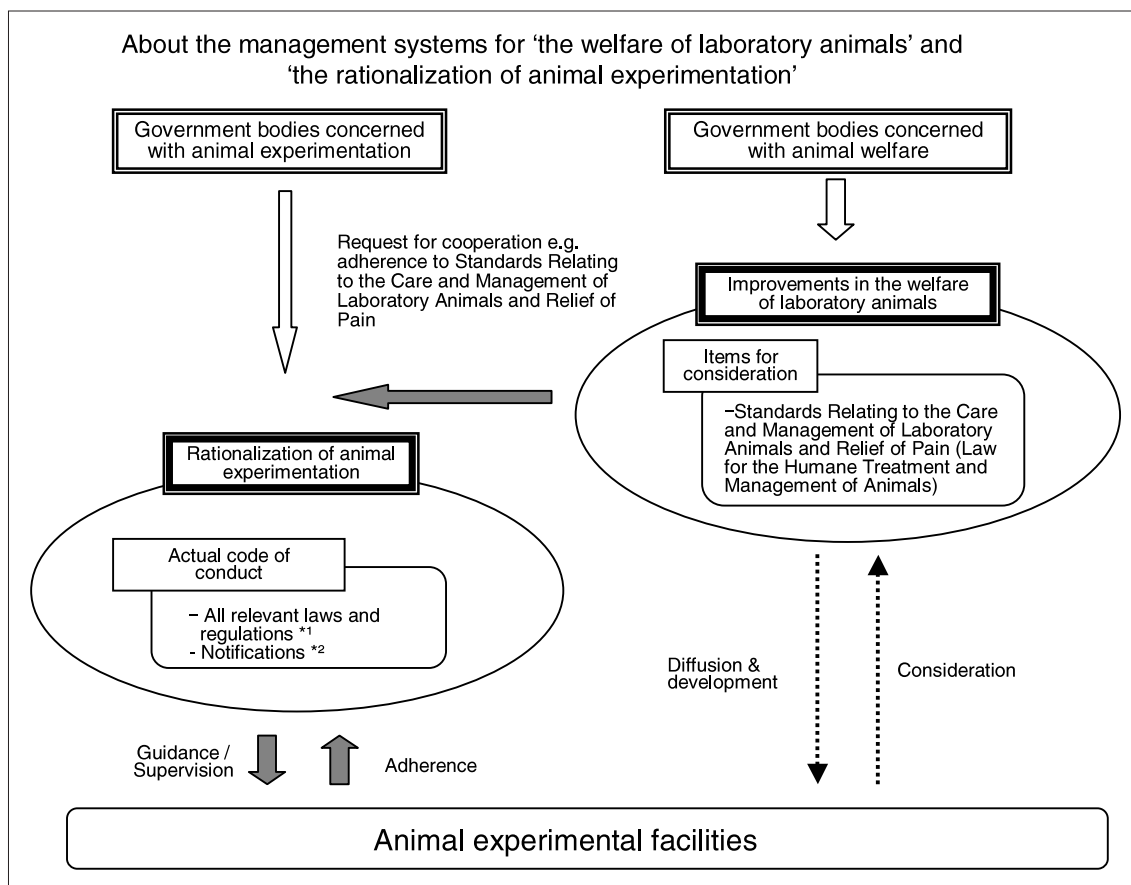 About the management systems for ‘the welfare of laboratory animals’ and
‘the rationalization of animal experimentation’
Government bodies concerned
with animal experimentation
Government bodies concerned
with animal welfare
Request for cooperation e.g.
adherence to Standards Relating
to the Care and Management of
Laboratory Animals and Relief of
Pain
Improvements in the welfare
of laboratory animals
Items for
consideration
–Standards Relating to the Care
and Management of Laboratory
Animals and Relief of Pain (Law
for the Humane Treatment and
Management of Animals)
Rationalization of animal
experimentation
Actual code of
conduct
– All relevant laws and
regulations *1
- Notifications *2
Diffusion &
development
Consideration
Guidance /
Supervision
Adherence
Animal experimental facilities